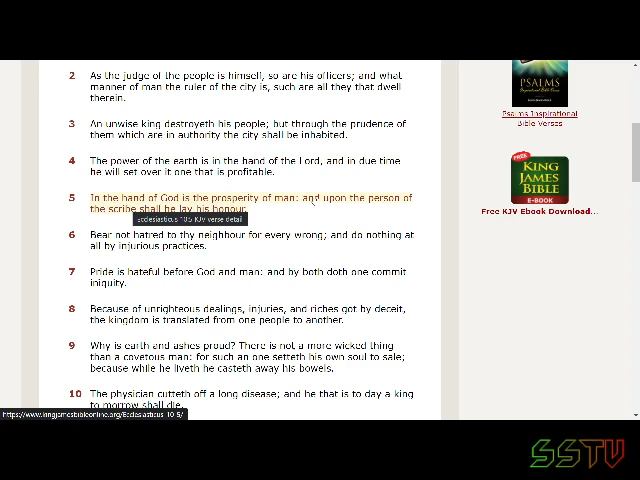 2 As the judge of the people is himself, so are his officers; and what
manner of man the ruler of the city is, such are all they that dwell
therein.
3 An unwise king destroyeth his people; but through the prudence of
them which are in authority the city shall be inhabited.
4 The power of the earth is in the hand of the Lord, and in due time
he will set over it one that is profitable.
5 In the hand of God is the prosperity of man: and upon the person of
the scribe shall he lay his honour.
Ecclesiasticus 10:5 KJV verse detail
6 Bear not hatred to thy neighbour for every wrong; and do nothing at
all by injurious practices.
7 Pride is hateful before God and man: and by both doth one commit
iniquity.
8 Because of unrighteous dealings, injuries, and riches got by deceit,
the kingdom is translated from one people to another.
9 Why is earth and ashes proud? There is not a more wicked thing
than a covetous man: for such an one setteth his own soul to sale;
because while he liveth he casteth away his bowels.
10 The physician cutteth off a long disease; and he that is to day a king
to morrow shall die.
https://www.kingjamesbibleonline.org/Ecclesiasticus-10-5/
PSALMS
Psalms Inspirational
Bible Verses
FREE
KING
JAMES
BIBLE
E-BOOK
Free KJV Ebook Download...
SSTV